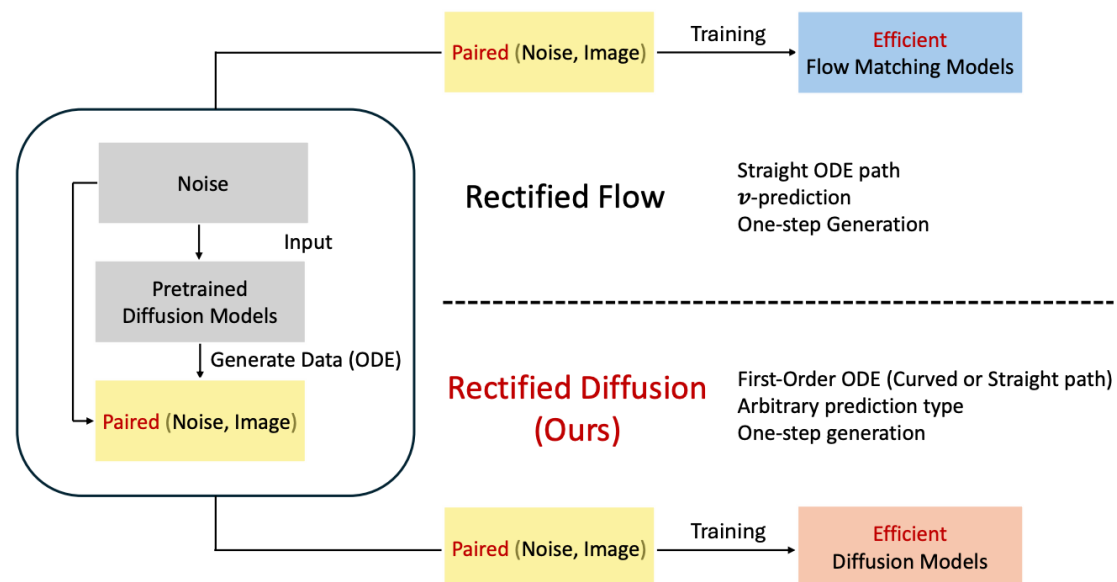 Paired (Noise, Image)
Training
Efficient
Flow Matching Models
Noise
Input
Pretrained
Diffusion Models
Generate Data (ODE)
Paired (Noise, Image)
Rectified Flow
Straight ODE path
v-prediction
One-step Generation
Rectified Diffusion
(Ours)
First-Order ODE (Curved or Straight path)
Arbitrary prediction type
One-step generation
Paired (Noise, Image)
Training
Efficient
Diffusion Models